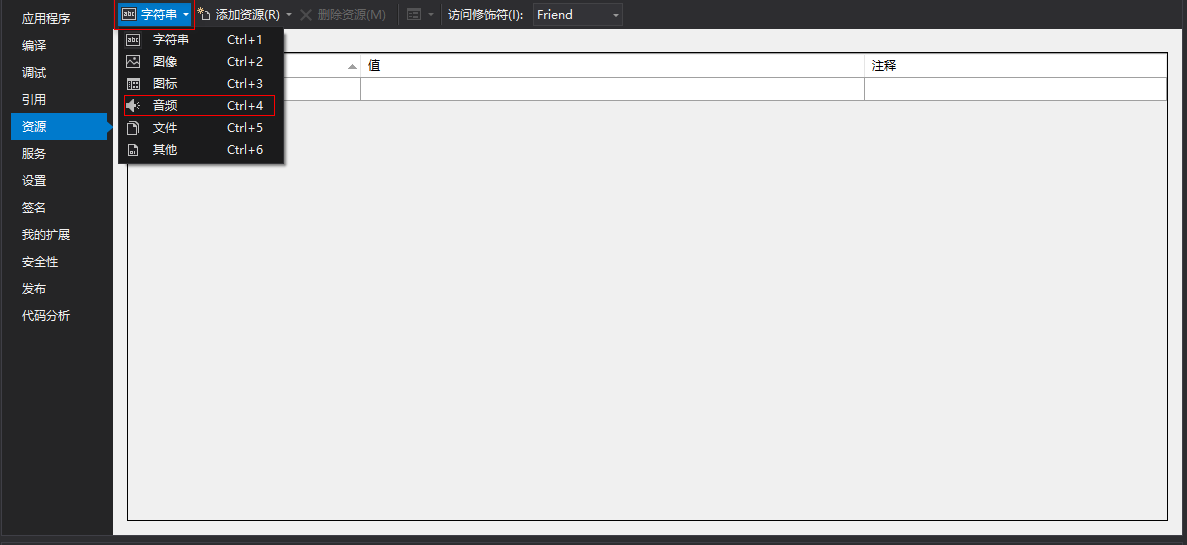 应用程序
编译
调试
引用
资源
服务
设置
签名
我的扩展
安全性
发布
代码分析
abc 字符串 添加资源(R) 删除资源(M) 访问修饰符(I): Friend
abc 字符串 Ctrl+1
图像 Ctrl+2
图标 Ctrl+3
音频 Ctrl+4
文件 Ctrl+5
其他 Ctrl+6
值 注释